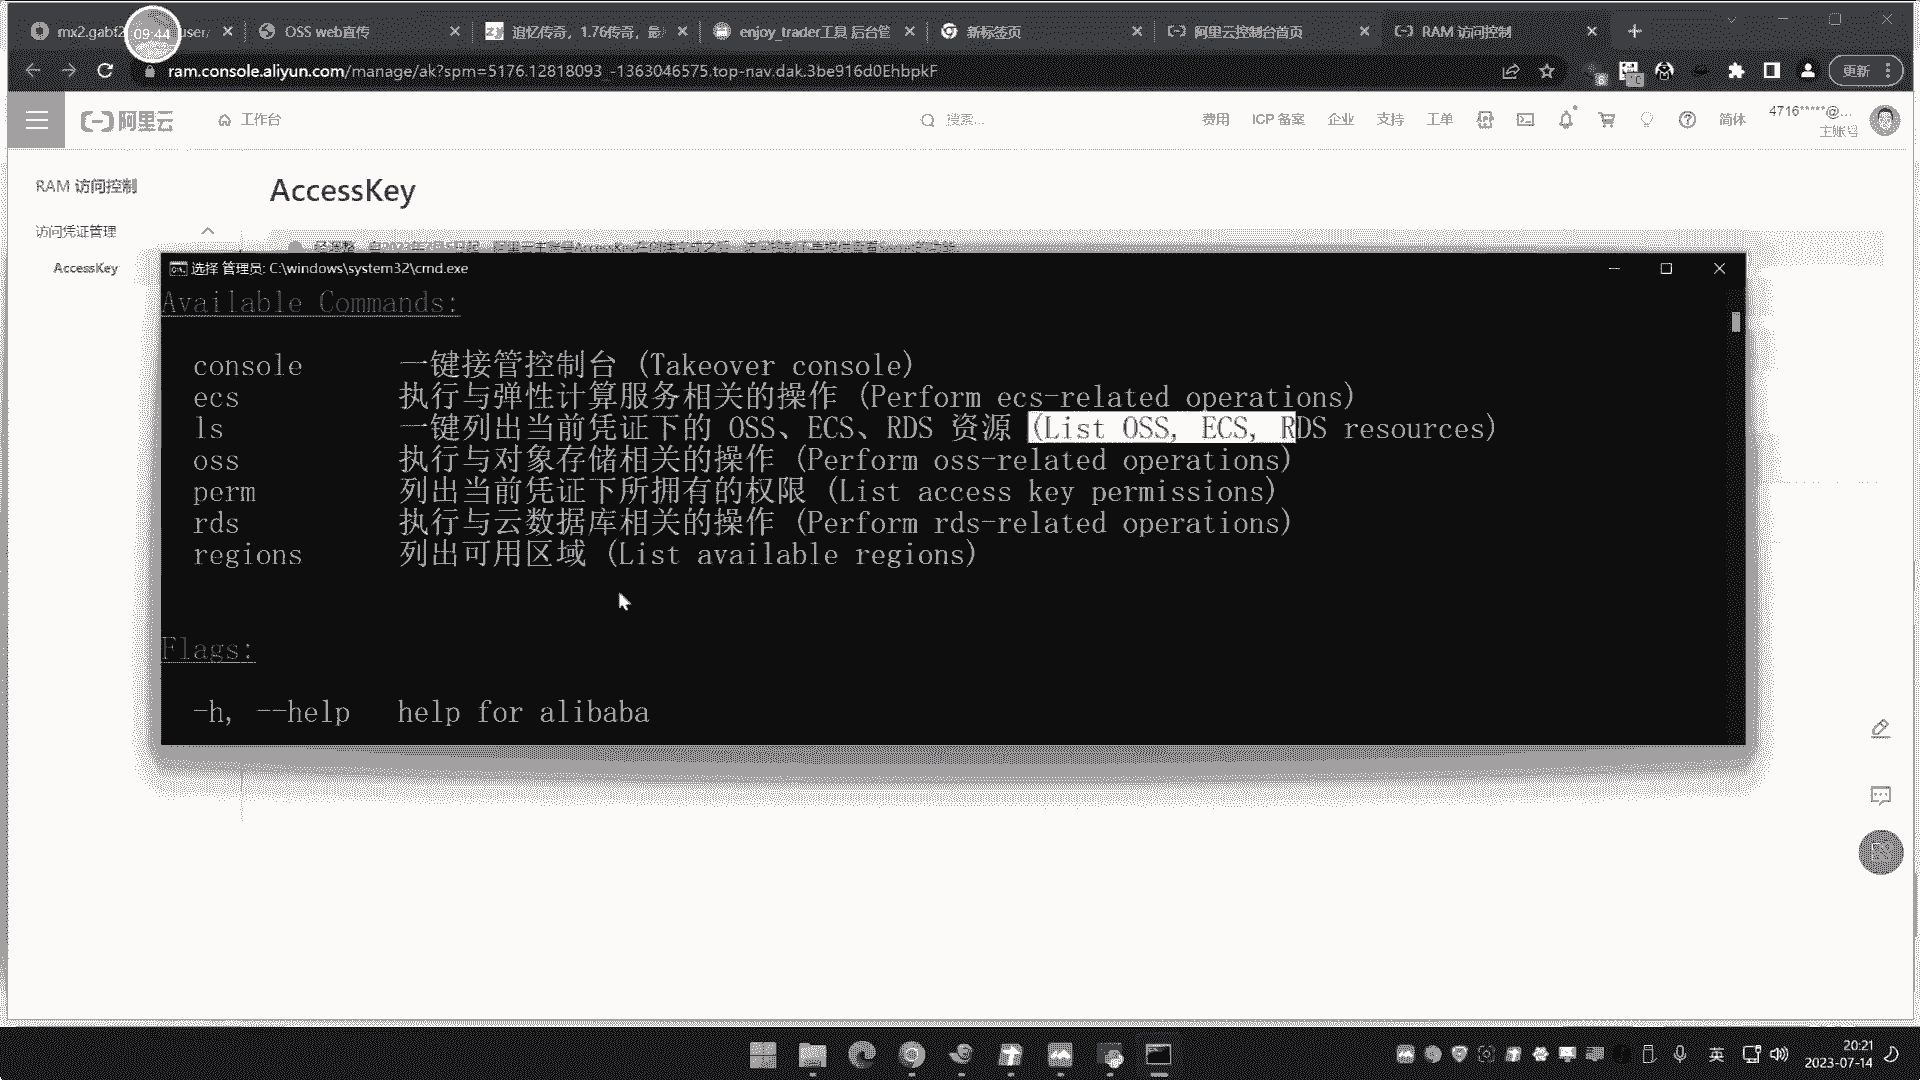 mx2.gabf2
09:44
user/
OSS web直传
追忆传奇，1.76传奇，最
enjoy_trader工具 后台管
新标签页
阿里云控制台首页
RAM 访问控制
ram.console.aliyun.com/manage/ak?spm=5176.12818093_-1363046575.top-nav.dak.3be916d0EhbpkF
更新
阿里云
工作台
搜索...
费用
ICP 备案
企业
支持
工单
简体
4716*****@...
主账号
RAM 访问控制
AccessKey
访问凭证管理
AccessKey
选择 管理员: C:\windows\system32\cmd.exe
Available Commands:
console 一键接管控制台 (Takeover console)
ecs 执行与弹性计算服务相关的操作 (Perform ecs-related operations)
ls 一键列出当前凭证下的 OSS、ECS、RDS 资源 (List OSS, ECS, RDS resources)
oss 执行与对象存储相关的操作 (Perform oss-related operations)
perm 列出当前凭证下所拥有的权限 (List access key permissions)
rds 执行与云数据库相关的操作 (Perform rds-related operations)
regions 列出可用区域 (List available regions)
Flags:
-h, --help help for alibaba
英
20:21
2023-07-14